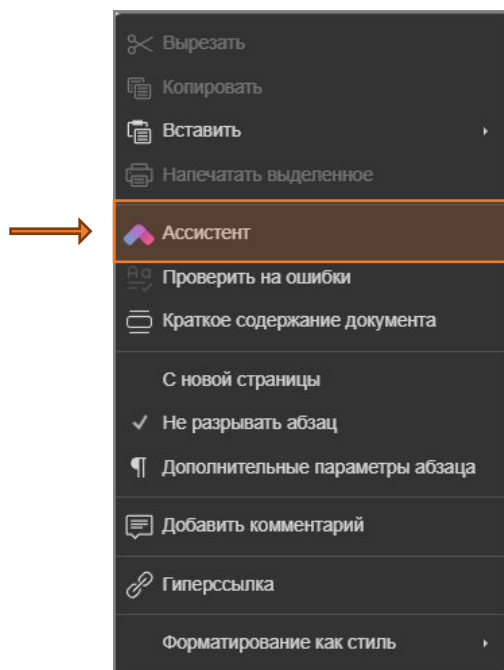 Вырезать
Копировать
Вставить
Напечатать выделенное
Ассистент
Проверить на ошибки
Краткое содержание документа
С новой страницы
Не разрывать абзац
Дополнительные параметры абзаца
Добавить комментарий
Гиперссылка
Форматирование как стиль